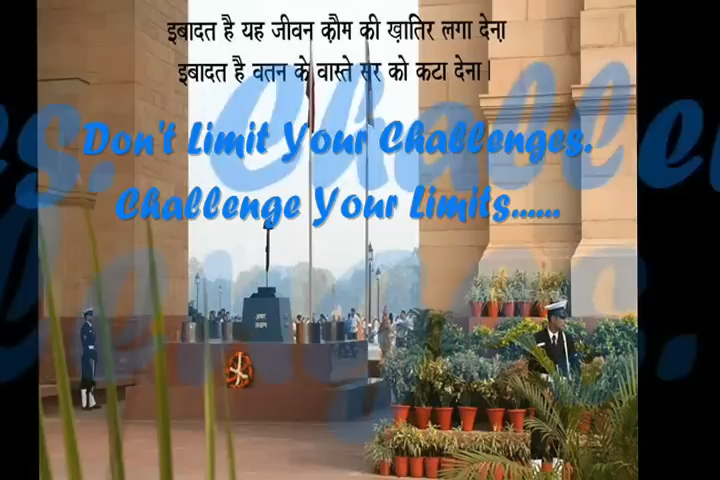 इबादत है यह जीवन क़ौम की ख़ातिर लगा देना
इबादत है वतन के वास्ते सर को कटा देना।
Don't Limit Your Challenges.
Challenge Your Limits......